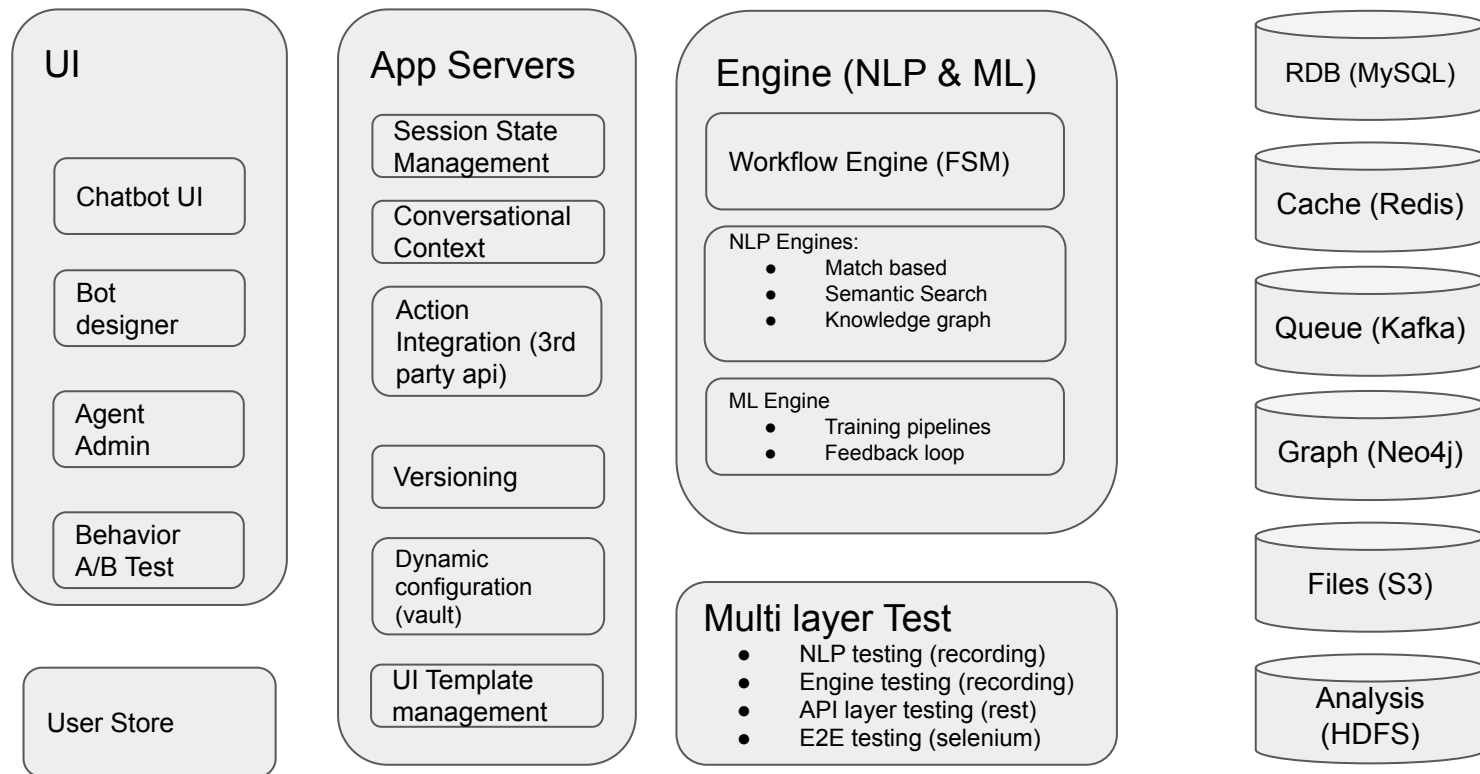 UI
Chatbot UI
Bot
designer
Agent
Admin
Behavior
A/B Test
User Store
App Servers
Session State
Management
Conversational
Context
Action
Integration (3rd
party api)
Versioning
Dynamic
configuration
(vault)
UI Template
management
Engine (NLP & ML)
Workflow Engine (FSM)
NLP Engines:
● Match based
● Semantic Search
● Knowledge graph
ML Engine
● Training pipelines
● Feedback loop
Multi layer Test
● NLP testing (recording)
● Engine testing (recording)
● API layer testing (rest)
● E2E testing (selenium)
RDB (MySQL)
Cache (Redis)
Queue (Kafka)
Graph (Neo4j)
Files (S3)
Analysis
(HDFS)